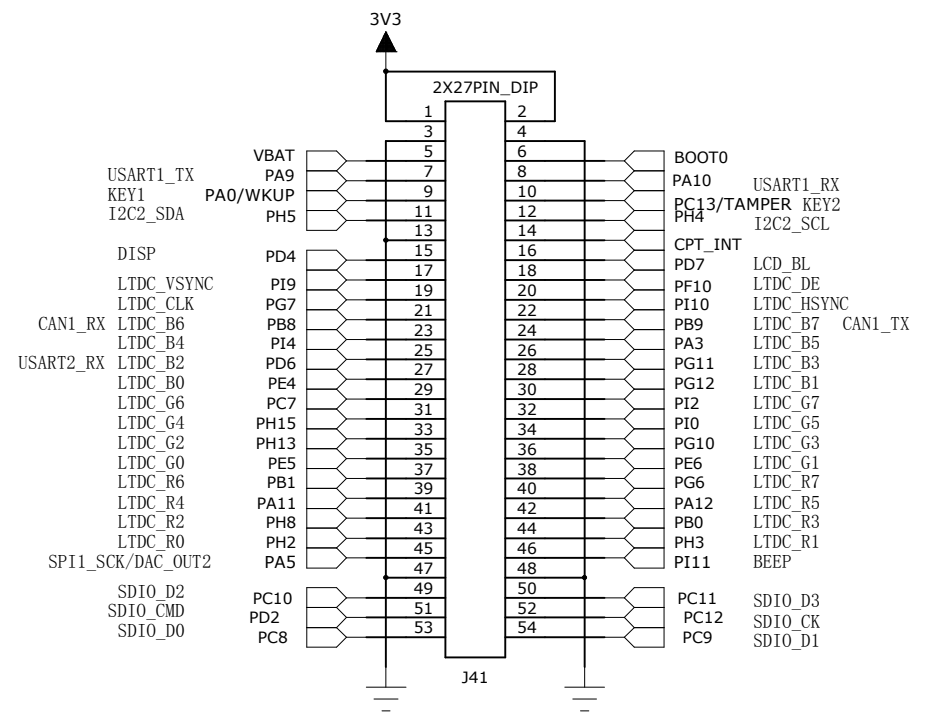 3V3
2X27PIN_DIP
1 2
3 4
VBAT 5 6 BOOT0
USART1_TX PA9 7 8 PA10 USART1_RX
KEY1 PA0/WKUP 9 10 PC13/TAMPER KEY2
I2C2_SDA PH5 11 12 PH4 I2C2_SCL
13 14 CPT_INT
DISP PD4 15 16 PD7 LCD_BL
LTDC_VSYNC PI9 17 18 PF10 LTDC_DE
LTDC_CLK PG7 19 20 PI10 LTDC_HSYNC
CAN1_RX LTDC_B6 PB8 21 22 PB9 LTDC_B7 CAN1_TX
LTDC_B4 PI4 23 24 PA3 LTDC_B5
USART2_RX LTDC_B2 PD6 25 26 PG11 LTDC_B3
LTDC_B0 PE4 27 28 PG12 LTDC_B1
LTDC_G6 PC7 29 30 PI2 LTDC_G7
LTDC_G4 PH15 31 32 PI0 LTDC_G5
LTDC_G2 PH13 33 34 PG10 LTDC_G3
LTDC_G0 PE5 35 36 PE6 LTDC_G1
LTDC_R6 PB1 37 38 PG6 LTDC_R7
LTDC_R4 PA11 39 40 PA12 LTDC_R5
LTDC_R2 PH8 41 42 PB0 LTDC_R3
LTDC_R0 PH2 43 44 PH3 LTDC_R1
SPI1_SCK/DAC_OUT2 PA5 45 46 PI11 BEEP
47 48
SDIO_D2 PC10 49 50 PC11 SDIO_D3
SDIO_CMD PD2 51 52 PC12 SDIO_CK
SDIO_D0 PC8 53 54 PC9 SDIO_D1
J41